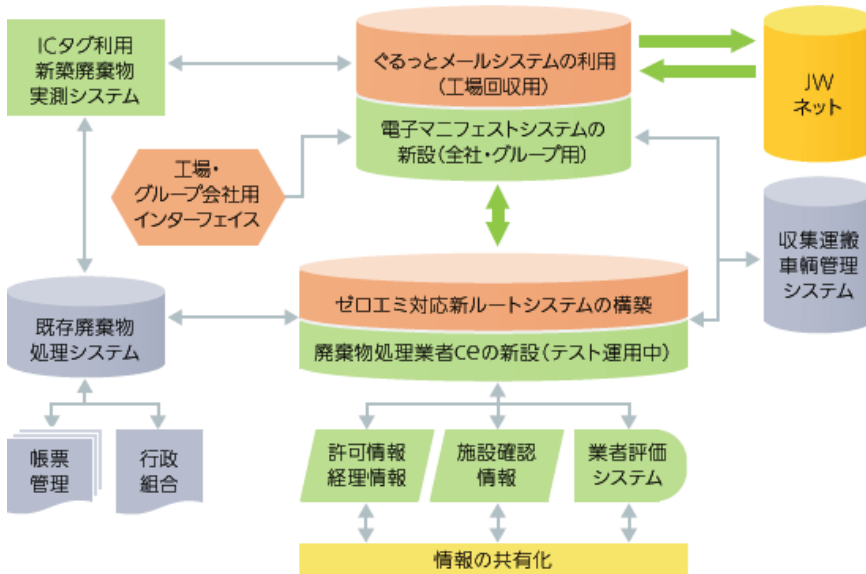 ICタグ利用
新築廃棄物
実測システム
ぐるっとメールシステムの利用
(工場回収用)
電子マニフェストシステムの
新設(全社・グループ用)
JW
ネット
工場・
グループ会社用
インターフェイス
収集運搬
車輌管理
システム
既存廃棄物
処理システム
ゼロエミ対応新ルートシステムの構築
廃棄物処理業者ceの新設(テスト運用中)
帳票
管理
行政
組合
許可情報
経理情報
施設確認
情報
業者評価
システム
情報の共有化